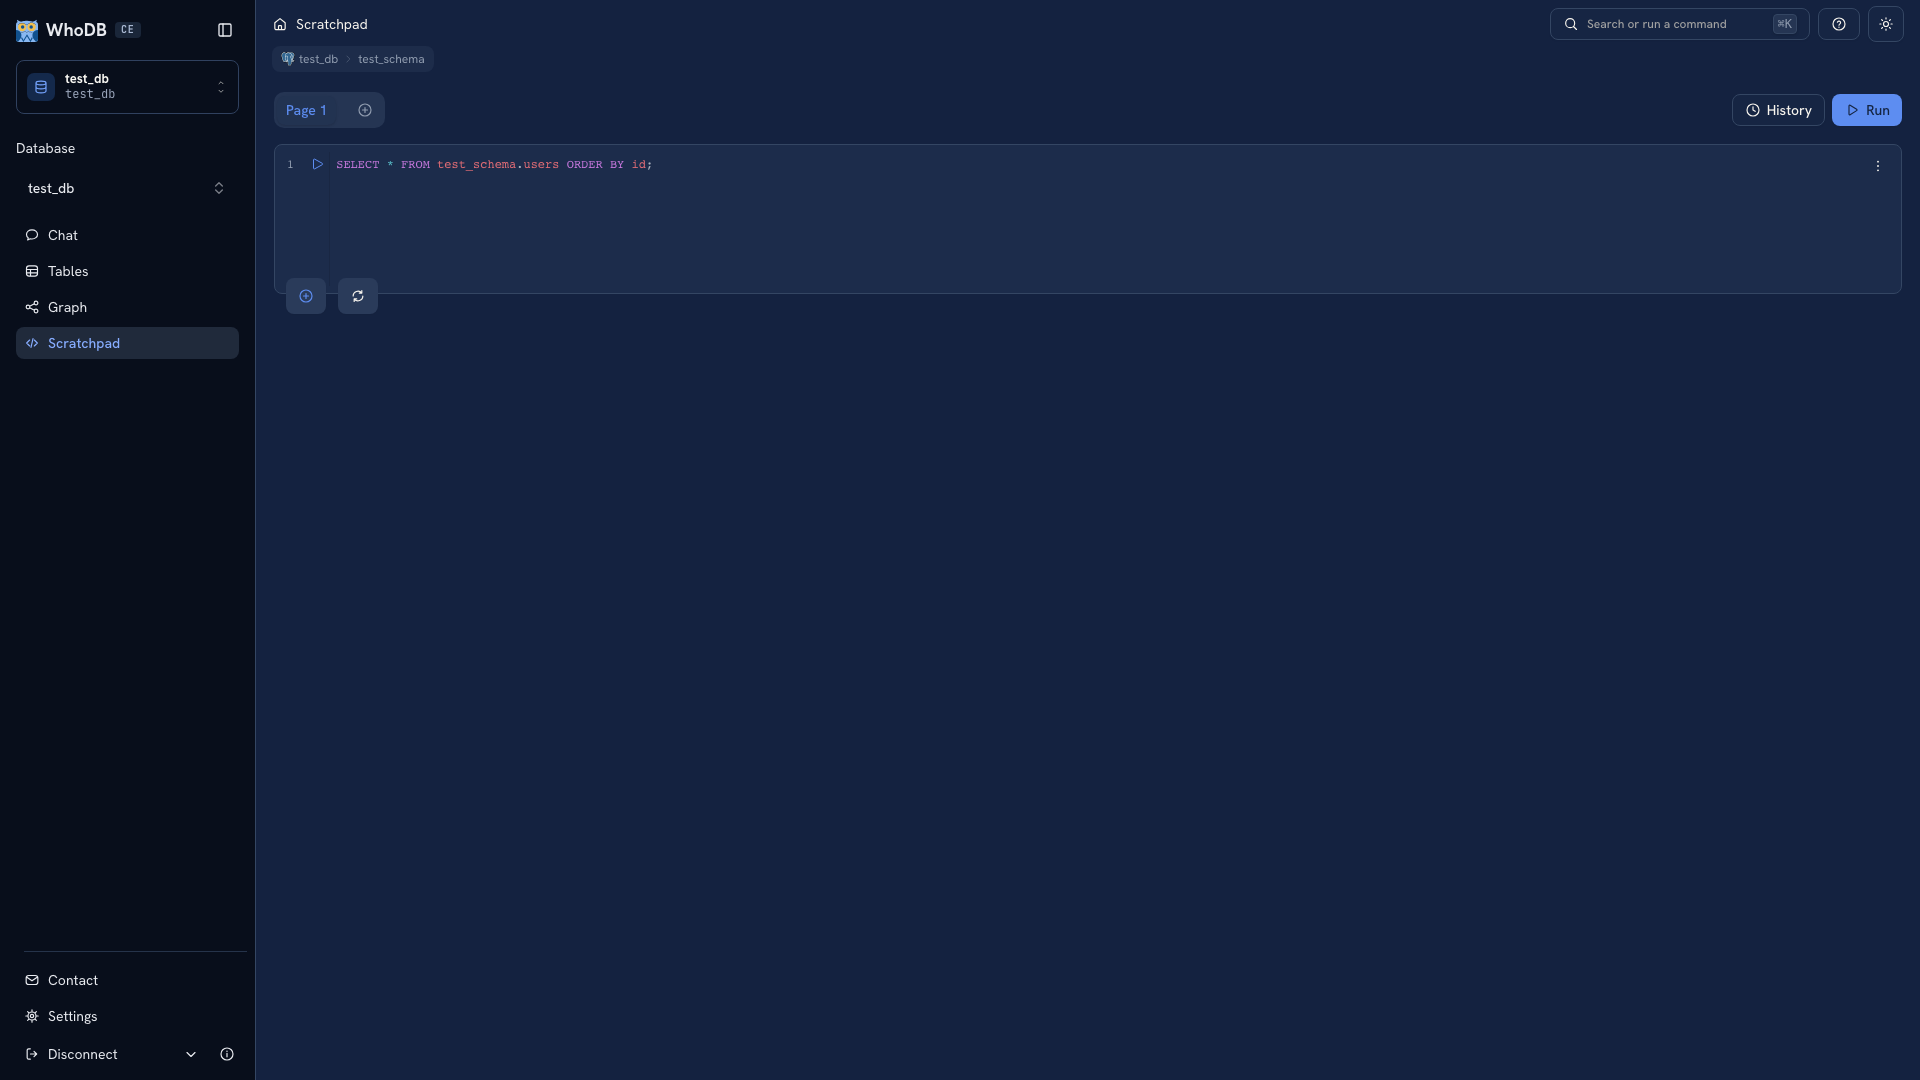 WhoDB CE
test_db
test_db
Database
test_db
Chat
Tables
Graph
Scratchpad
Contact
Settings
Disconnect
Scratchpad
Search or run a command ⌘K
test_db > test_schema
Page 1
History
Run
1 SELECT * FROM test_schema.users ORDER BY id;